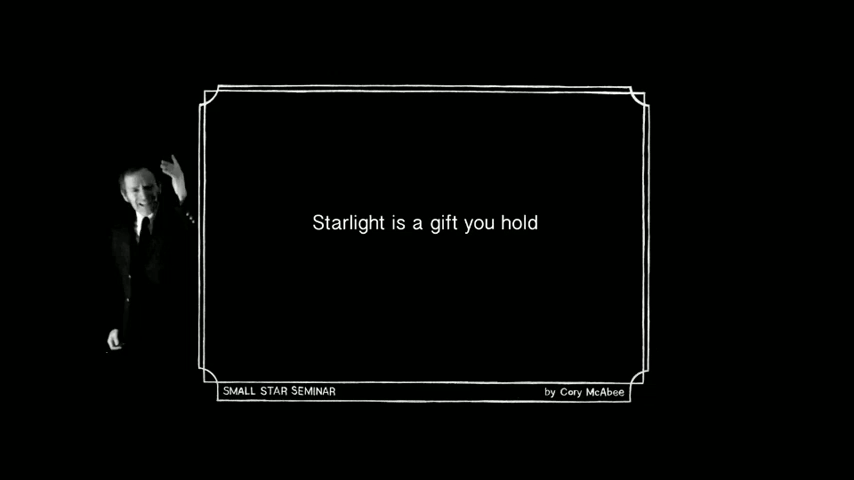 Starlight is a gift you hold
SMALL STAR SEMINAR
by Cory McAbee